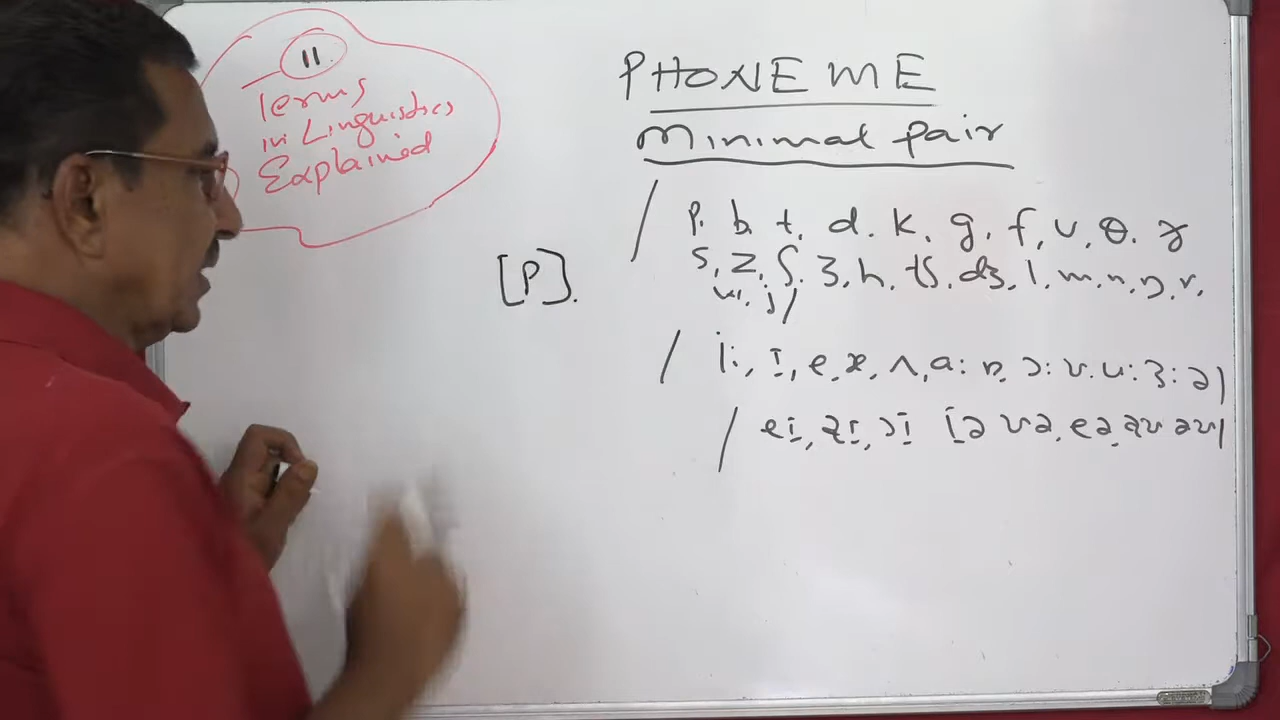 11
Terms
in Linguistics
Explained
PHONEME
Minimal pair
/ p. b. t. d. k. g. f, v, θ. ɣ
s, z, ʃ. ʒ, h, tʃ. dʒ, l, m, n, ŋ, r,
w, j /
[P].
/ i:, ɪ, e, æ, ʌ, a: ɒ, ɔ: ʊ. u: ɜ: ə /
/ eɪ, aɪ, ɔɪ ɪə ʊə, eə, aʊ əʊ /